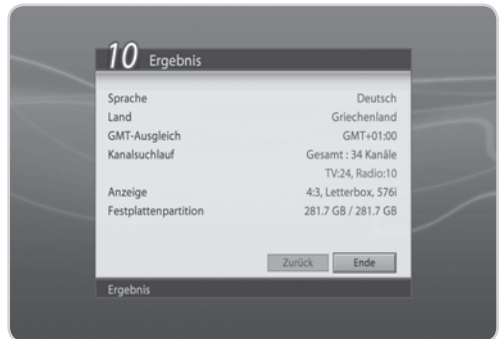 10 Ergebnis
Sprache Deutsch
Land Griechenland
GMT-Ausgleich GMT+01:00
Kanalsuchlauf Gesamt : 34 Kanäle
TV:24, Radio:10
Anzeige 4:3, Letterbox, 576i
Festplattenpartition 281.7 GB / 281.7 GB
Zurück Ende
Ergebnis